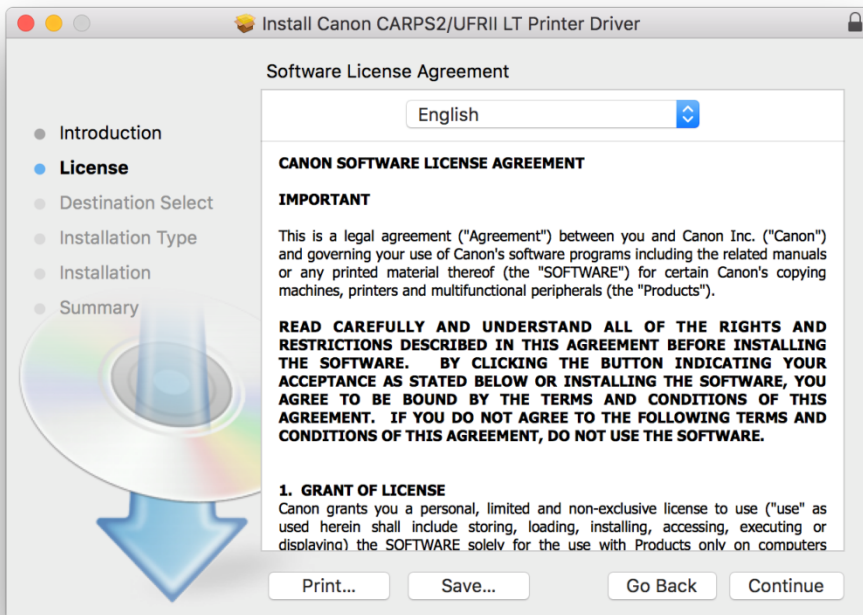 Install Canon CARPS2/UFRII LT Printer Driver
Software License Agreement
Introduction
License
Destination Select
Installation Type
Installation
Summary
English
CANON SOFTWARE LICENSE AGREEMENT
IMPORTANT
This is a legal agreement ("Agreement") between you and Canon Inc. ("Canon")
and governing your use of Canon's software programs including the related manuals
or any printed material thereof (the "SOFTWARE") for certain Canon's copying
machines, printers and multifunctional peripherals (the "Products").
READ CAREFULLY AND UNDERSTAND ALL OF THE RIGHTS AND
RESTRICTIONS DESCRIBED IN THIS AGREEMENT BEFORE INSTALLING
THE SOFTWARE. BY CLICKING THE BUTTON INDICATING YOUR
ACCEPTANCE AS STATED BELOW OR INSTALLING THE SOFTWARE, YOU
AGREE TO BE BOUND BY THE TERMS AND CONDITIONS OF THIS
AGREEMENT. IF YOU DO NOT AGREE TO THE FOLLOWING TERMS AND
CONDITIONS OF THIS AGREEMENT, DO NOT USE THE SOFTWARE.
1. GRANT OF LICENSE
Canon grants you a personal, limited and non-exclusive license to use ("use" as
used herein shall include storing, loading, installing, accessing, executing or
displaying) the SOFTWARE solely for the use with Products only on computers
Print...
Save...
Go Back
Continue